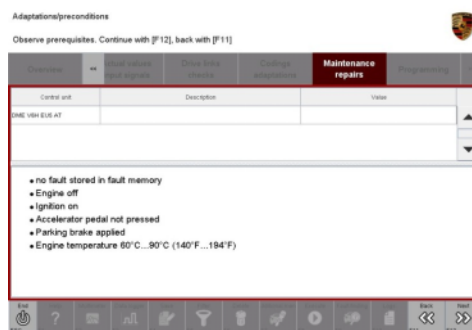 Adaptations/preconditions
Observe prerequisites. Continue with [F12], back with [F11]
Overview
<<
Drive links
checks
Codings
adaptations
Maintenance
repairs
Programming
Control unit
Description
Value
DME V6H EU5 AT
• no fault stored in fault memory
• Engine off
• Ignition on
• Accelerator pedal not pressed
• Parking brake applied
• Engine temperature 60°C...90°C (140°F...194°F)
End
Back
Next
?
<<
>>